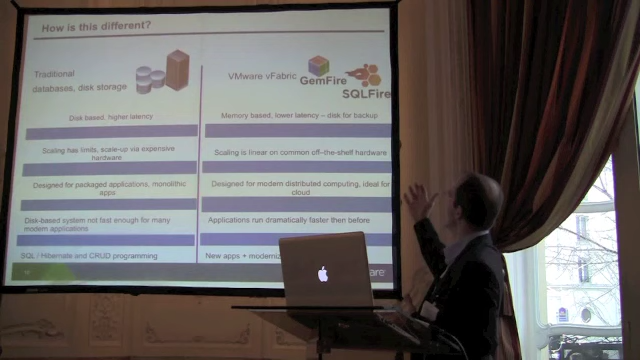 How is this different?
Traditional
databases, disk storage
VMware vFabric
GemFire
SQLFire
Disk based, higher latency
Memory based, lower latency – disk for backup
Scaling has limits, scale-up via expensive
hardware
Scaling is linear on common off-the-shelf hardware
Designed for packaged applications, monolithic
apps
Designed for modern distributed computing, ideal for
cloud
Disk-based system not fast enough for many
modern applications
Applications run dramatically faster then before
SQL / Hibernate and CRUD programming
New apps + moderniz
ware